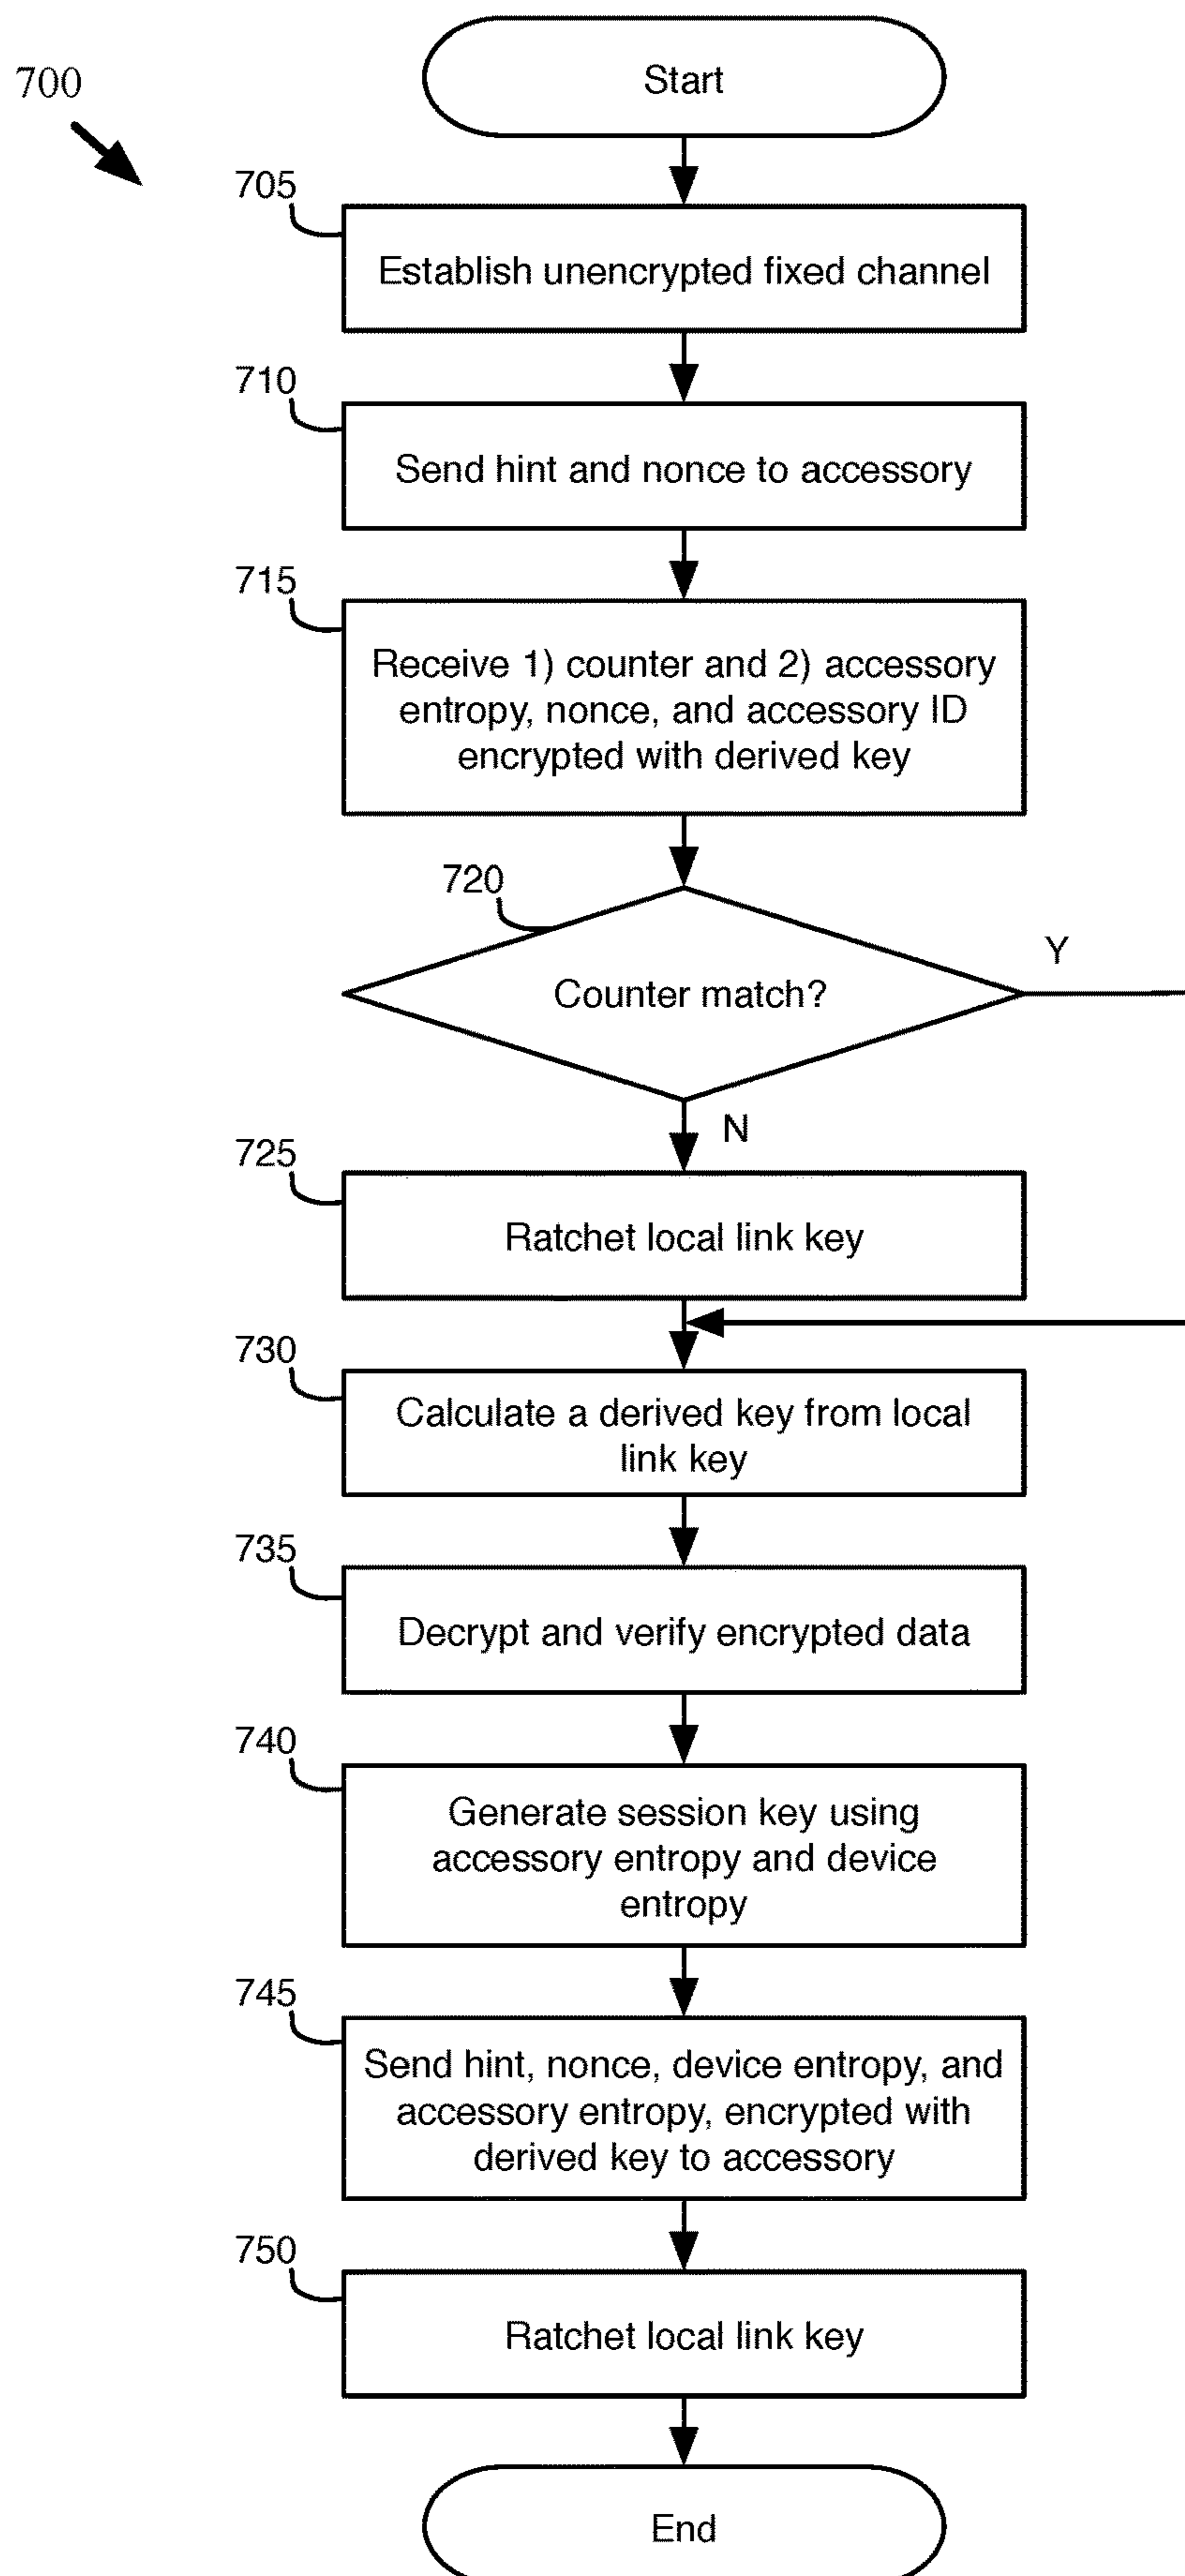 Start
700
705
Establish unencrypted fixed channel
710
Send hint and nonce to accessory
715
Receive 1) counter and 2) accessory
entropy, nonce, and accessory ID
encrypted with derived key
720
Y
Counter match?
N
725
Ratchet local link key
730
Calculate a derived key from local
link key
735
Decrypt and verify encrypted data
740
Generate session key using
accessory entropy and device
entropy
745
Send hint, nonce, device entropy, and
accessory entropy, encrypted with
derived key to accessory
750
Ratchet local link key
End